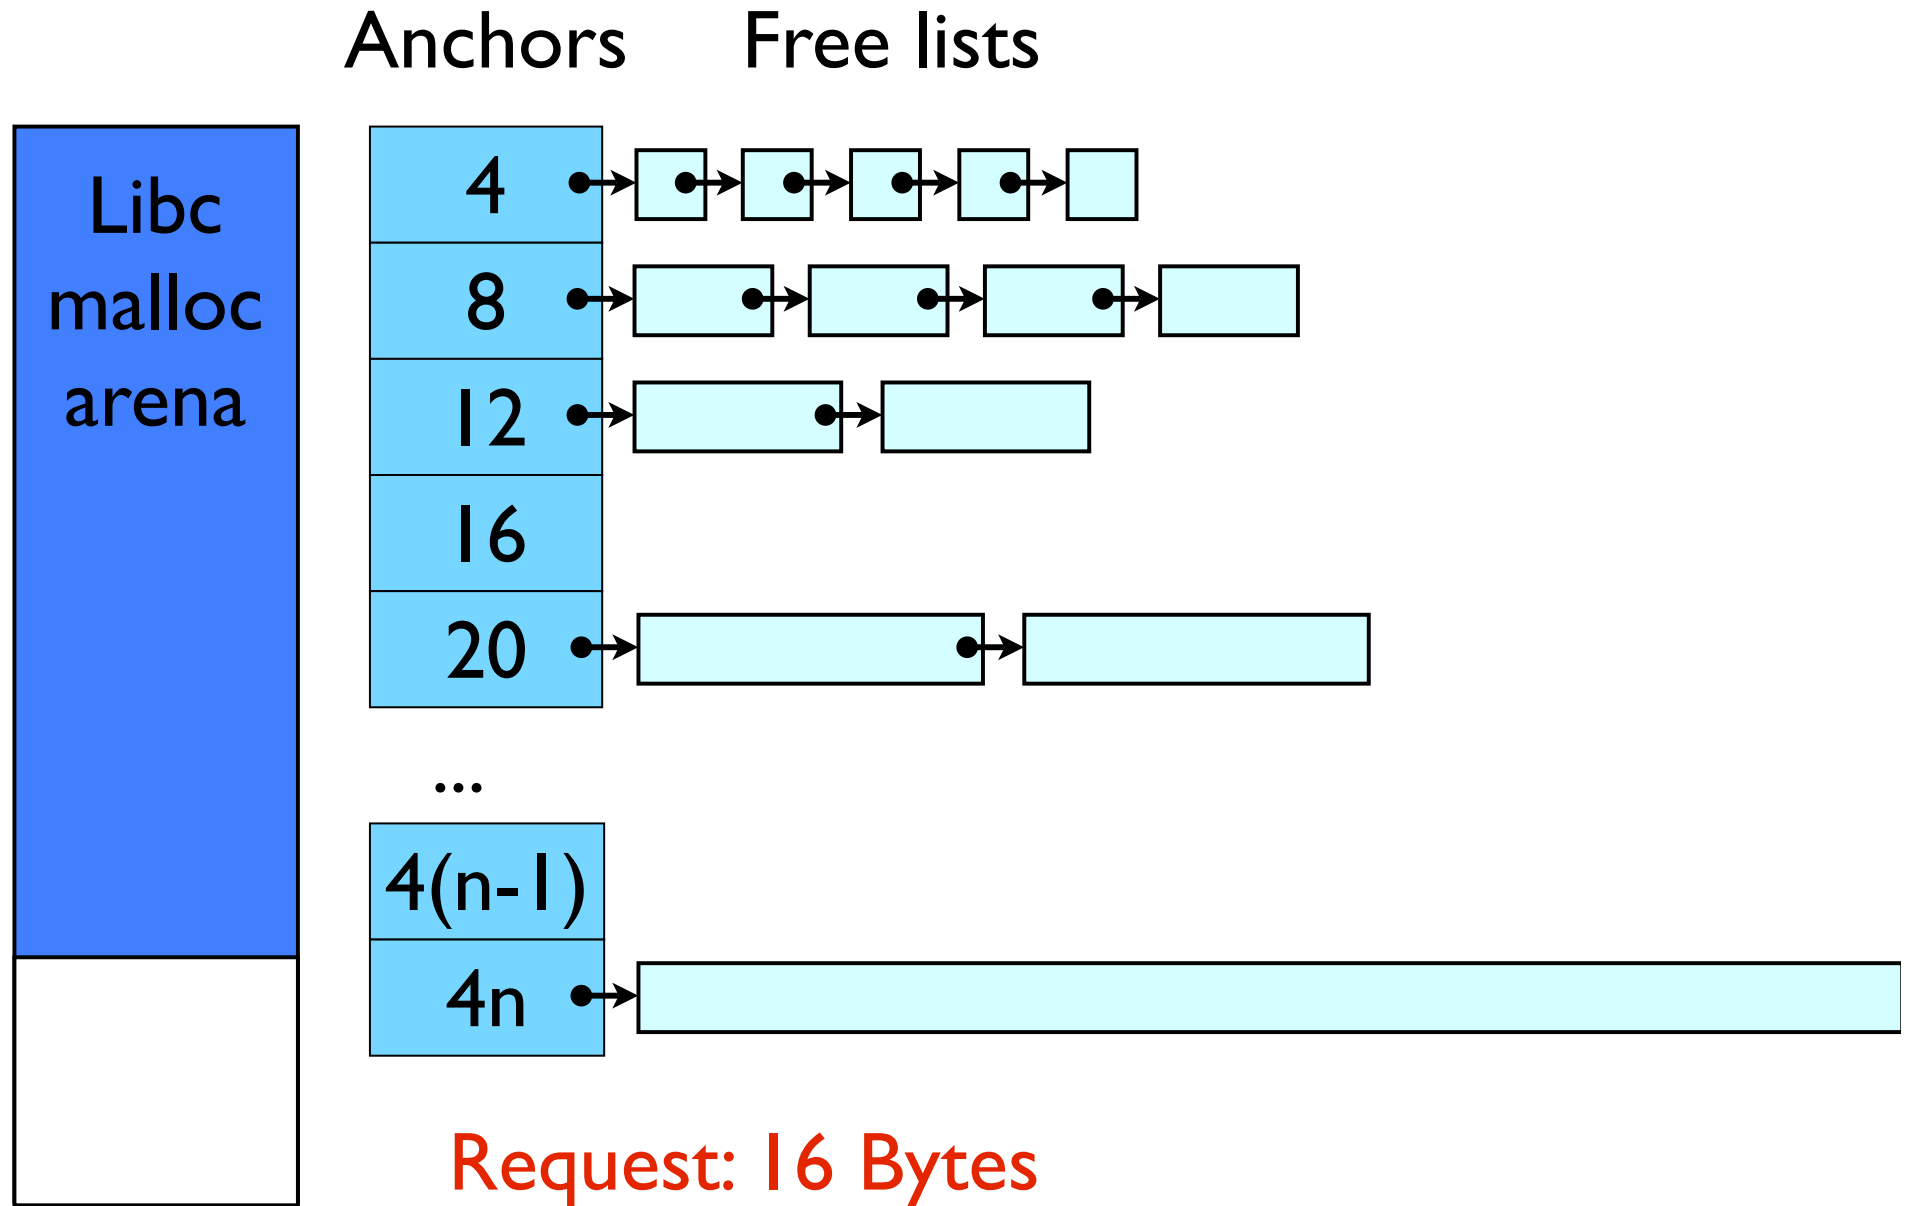 Anchors Free lists
Libc
malloc
arena
4
8
12
16
20
...
4(n-1)
4n
Request: 16 Bytes